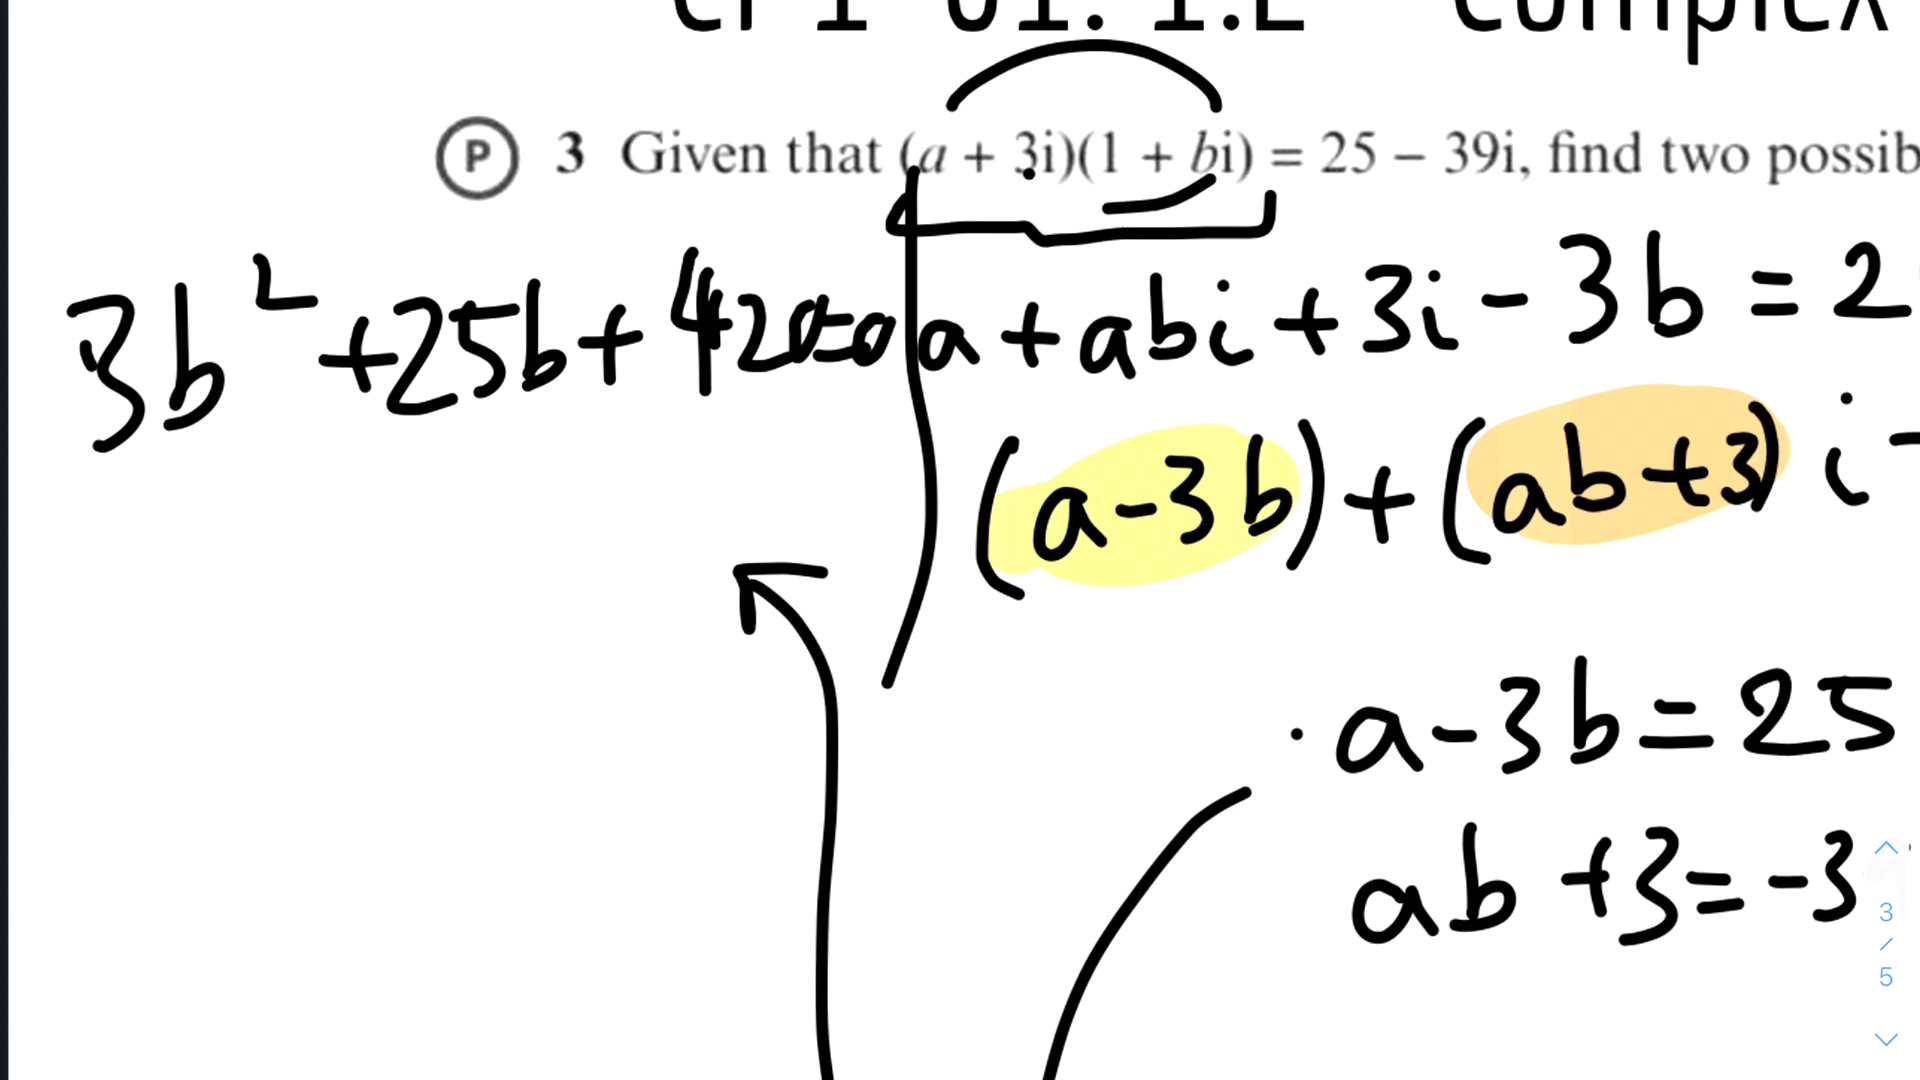 P 3 Given that (a + 3i)(1 + bi) = 25 – 39i, find two possib
3b²+25b+42=0
a + abi + 3i - 3b = 2
(a-3b) + (ab+3) i
a-3b=25
ab +3=-3
3
/
5